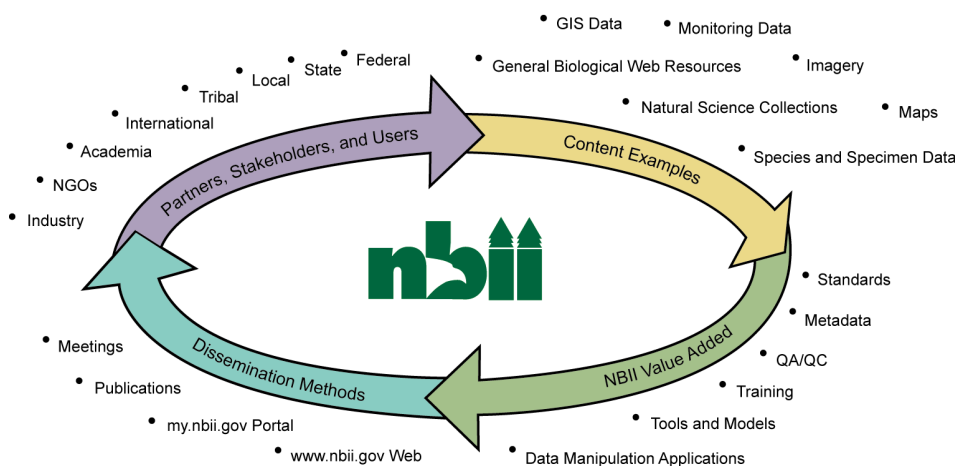 GIS Data
Monitoring Data
Federal
State
General Biological Web Resources
Imagery
Local
Tribal
Natural Science Collections
Maps
International
Partners, Stakeholders, and Users
Content Examples
Academia
Species and Specimen Data
NGOs
Industry
nbii
Standards
Metadata
Meetings
Dissemination Methods
NBII Value Added
QA/QC
Publications
Training
my.nbii.gov Portal
Tools and Models
www.nbii.gov Web
Data Manipulation Applications